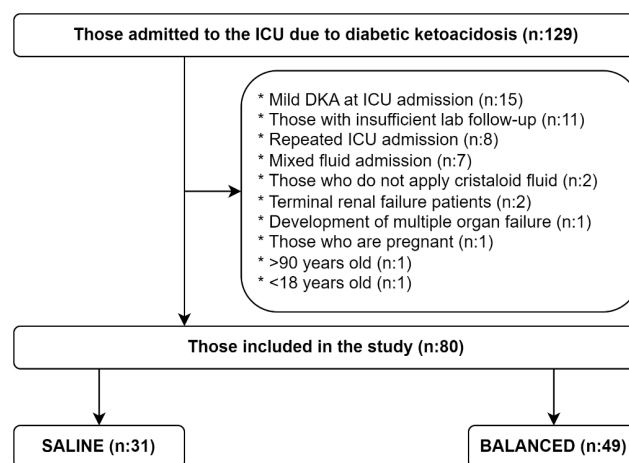 Those admitted to the ICU due to diabetic ketoacidosis (n:129)
* Mild DKA at ICU admission (n:15)
* Those with insufficient lab follow-up (n:11)
* Repeated ICU admission (n:8)
* Mixed fluid admission (n:7)
* Those who do not apply cristaloid fluid (n:2)
* Terminal renal failure patients (n:2)
* Development of multiple organ failure (n:1)
* Those who are pregnant (n:1)
* >90 years old (n:1)
* <18 years old (n:1)
Those included in the study (n:80)
SALINE (n:31)
BALANCED (n:49)